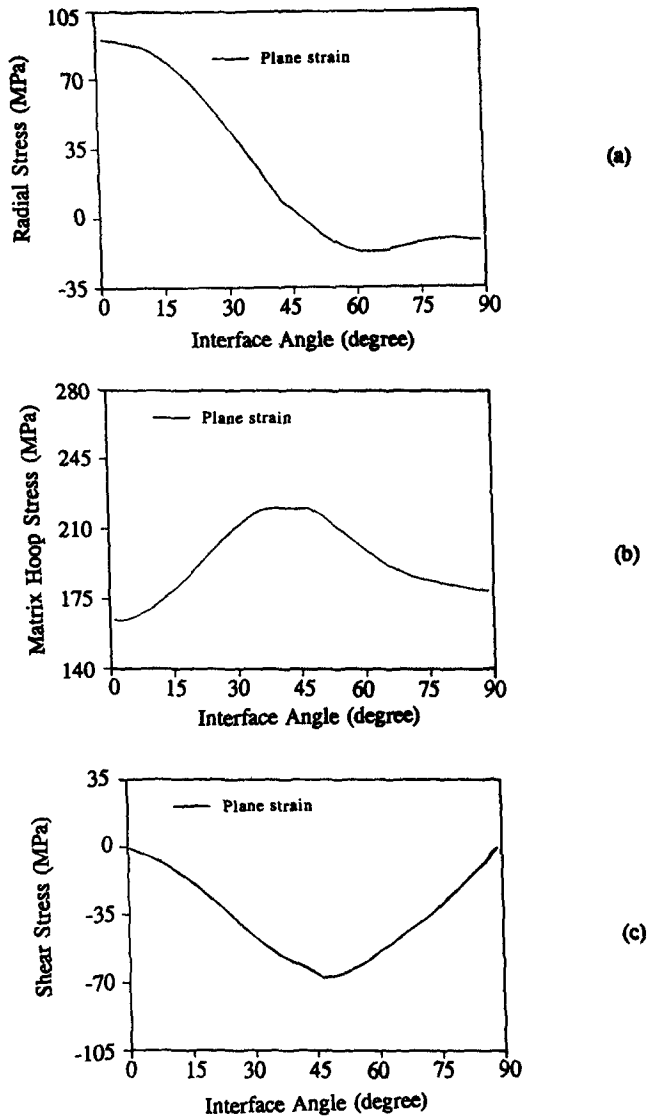 105
70
35
0
-35
Radial Stress (MPa)
Plane strain
0 15 30 45 60 75 90
Interface Angle (degree)
(a)
280
245
210
175
140
Matrix Hoop Stress (MPa)
Plane strain
0 15 30 45 60 75 90
Interface Angle (degree)
(b)
35
0
-35
-70
-105
Shear Stress (MPa)
Plane strain
0 15 30 45 60 75 90
Interface Angle (degree)
(c)